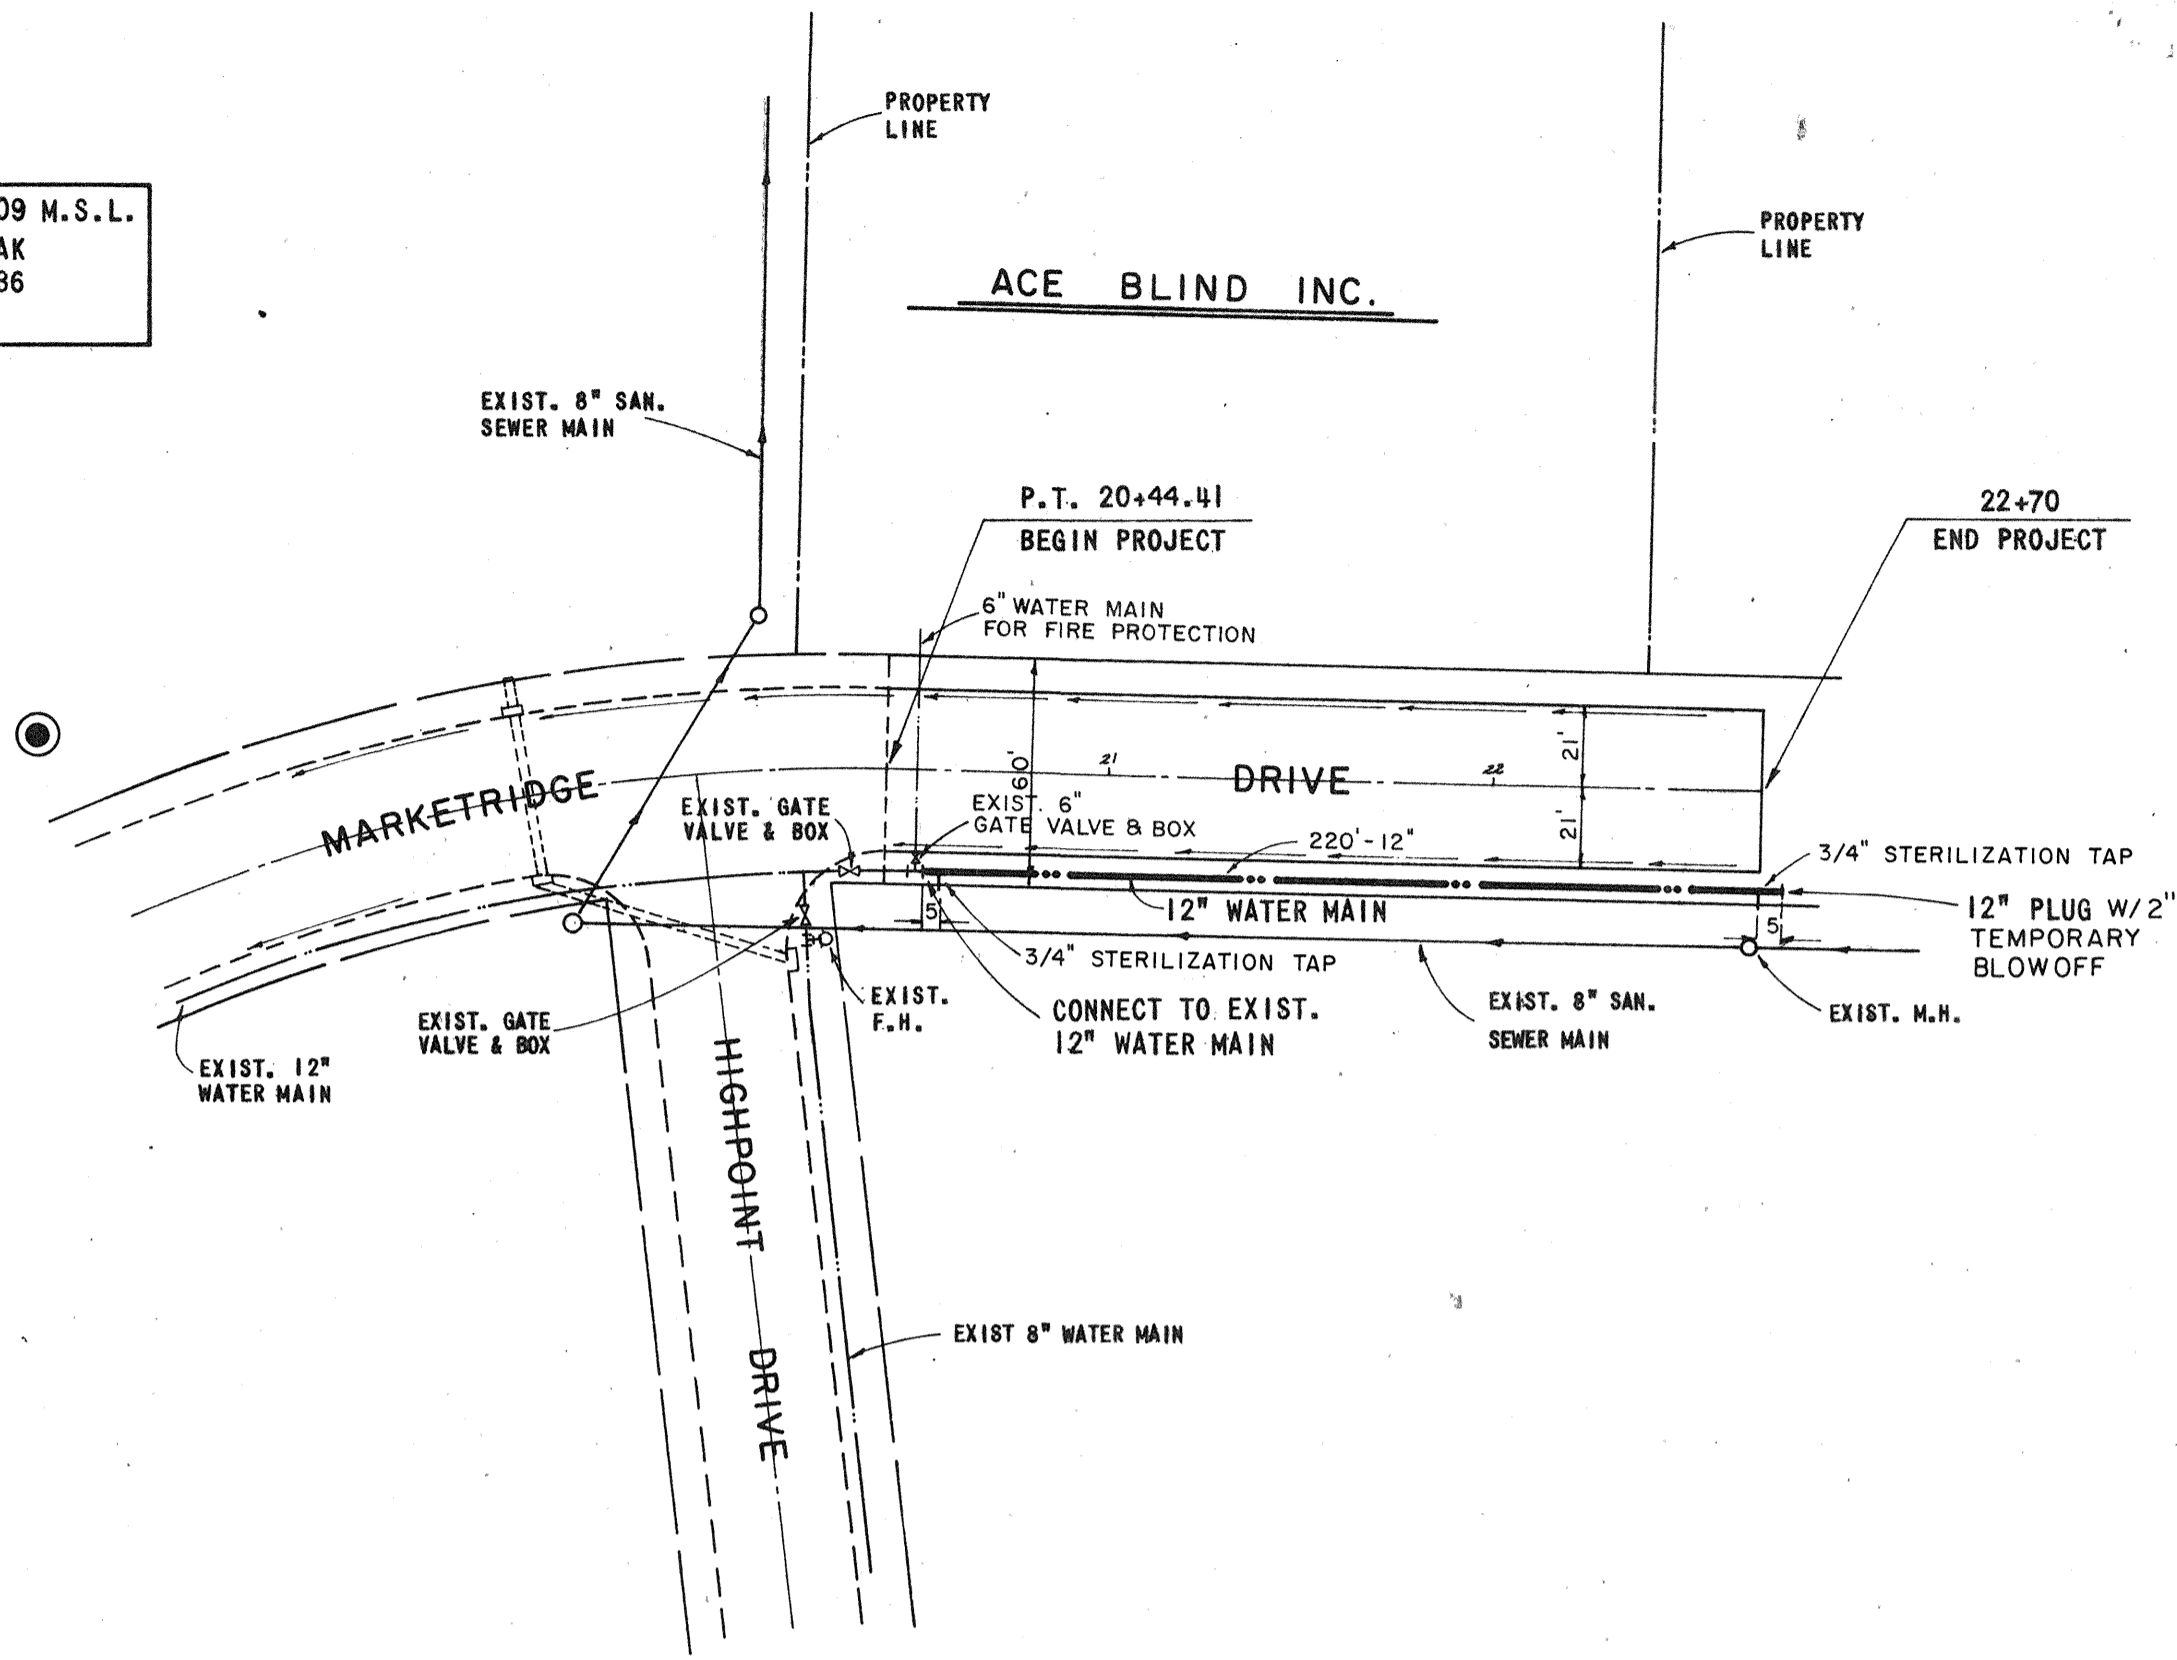 09 M.S.L.
AK
36
PROPERTY
LINE
PROPERTY
LINE
ACE BLIND INC.
EXIST. 8" SAN.
SEWER MAIN
P.T. 20+44.41
BEGIN PROJECT
22+70
END PROJECT
6" WATER MAIN
FOR FIRE PROTECTION
MARKETRIDGE
DRIVE
60'
21
22
21'
21'
EXIST. GATE
VALVE & BOX
EXIST. 6"
GATE VALVE & BOX
220'-12"
3/4" STERILIZATION TAP
12" WATER MAIN
5'
5'
12" PLUG W/2"
TEMPORARY
BLOWOFF
3/4" STERILIZATION TAP
EXIST.
F.H.
CONNECT TO EXIST.
12" WATER MAIN
EXIST. 8" SAN.
SEWER MAIN
EXIST. M.H.
EXIST. GATE
VALVE & BOX
EXIST. 12"
WATER MAIN
HIGHPOINT DRIVE
EXIST 8" WATER MAIN